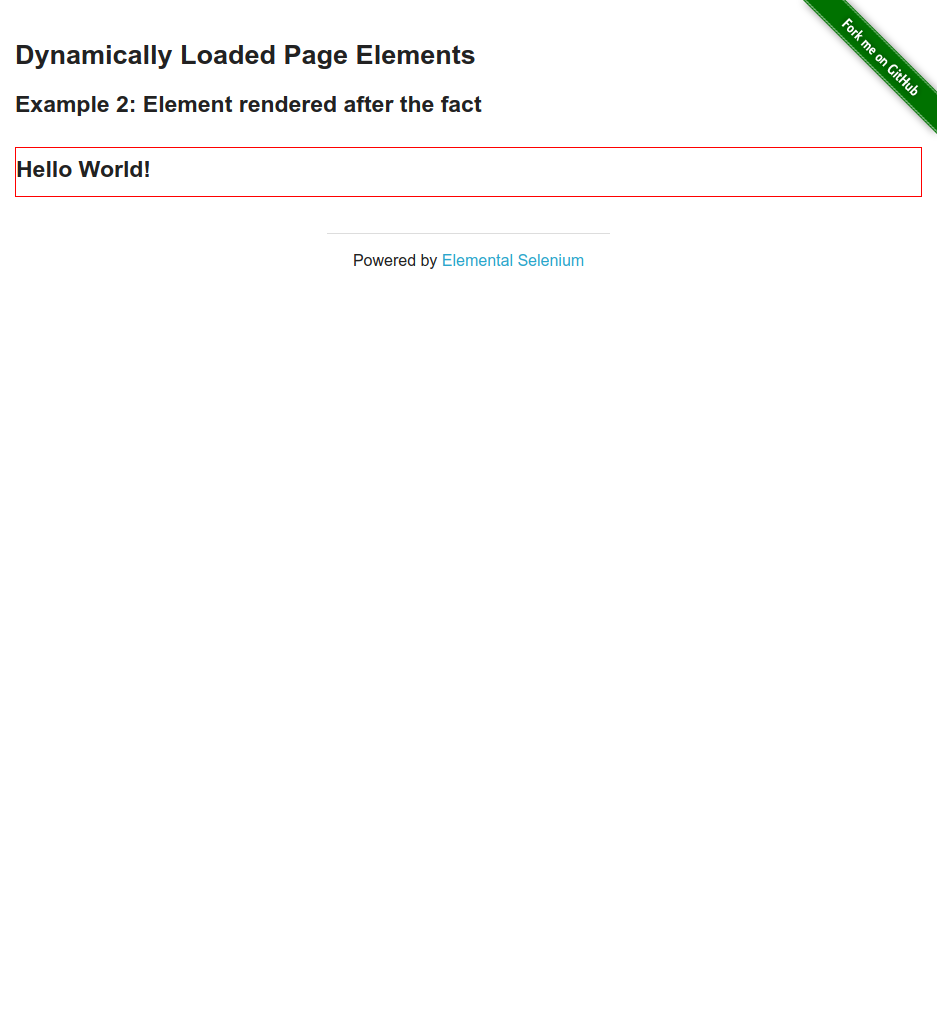 Fork me on GitHub
Dynamically Loaded Page Elements
Example 2: Element rendered after the fact
Hello World!
Powered by Elemental Selenium